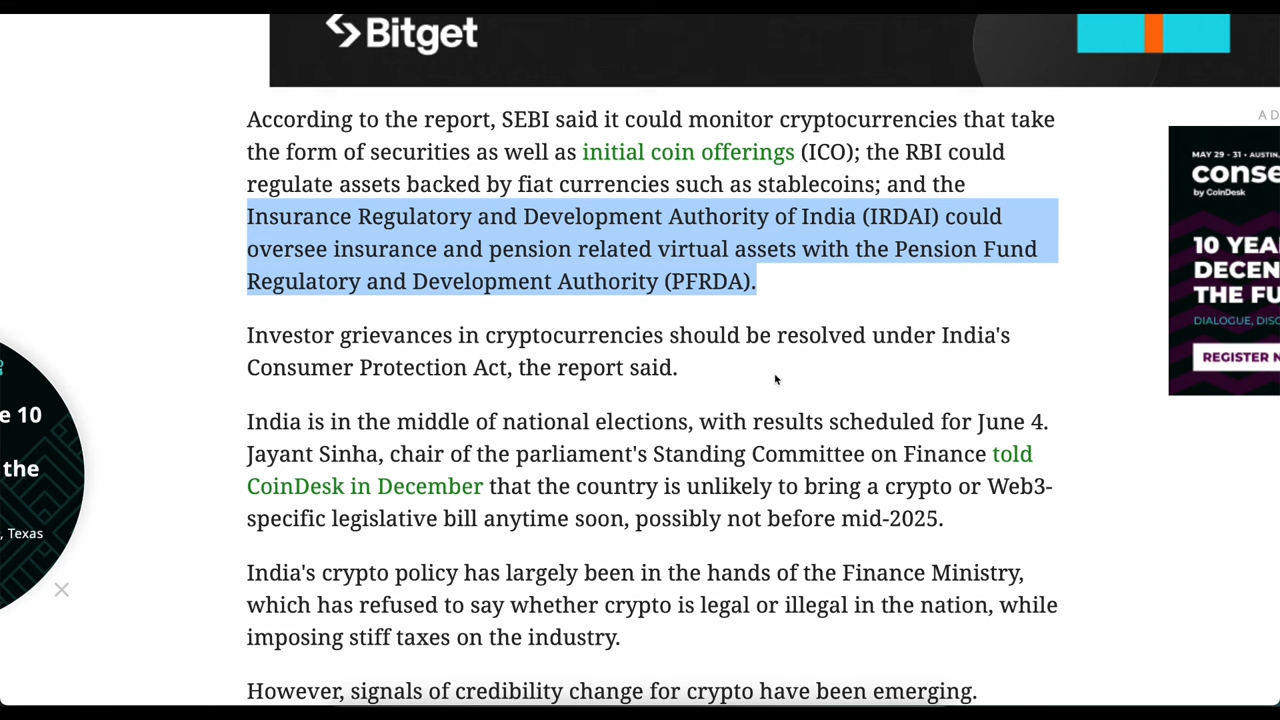 Bitget
According to the report, SEBI said it could monitor cryptocurrencies that take
the form of securities as well as initial coin offerings (ICO); the RBI could
regulate assets backed by fiat currencies such as stablecoins; and the
Insurance Regulatory and Development Authority of India (IRDAI) could
oversee insurance and pension related virtual assets with the Pension Fund
Regulatory and Development Authority (PFRDA).
Investor grievances in cryptocurrencies should be resolved under India's
Consumer Protection Act, the report said.
India is in the middle of national elections, with results scheduled for June 4.
Jayant Sinha, chair of the parliament's Standing Committee on Finance told
CoinDesk in December that the country is unlikely to bring a crypto or Web3-
specific legislative bill anytime soon, possibly not before mid-2025.
India's crypto policy has largely been in the hands of the Finance Ministry,
which has refused to say whether crypto is legal or illegal in the nation, while
imposing stiff taxes on the industry.
However, signals of credibility change for crypto have been emerging.
e 10
the
, Texas
A D
MAY 29 - 31 • AUSTIN,
conse
by CoinDesk
10 YEA
DECEN
THE FU
DIALOGUE, DISC
REGISTER N